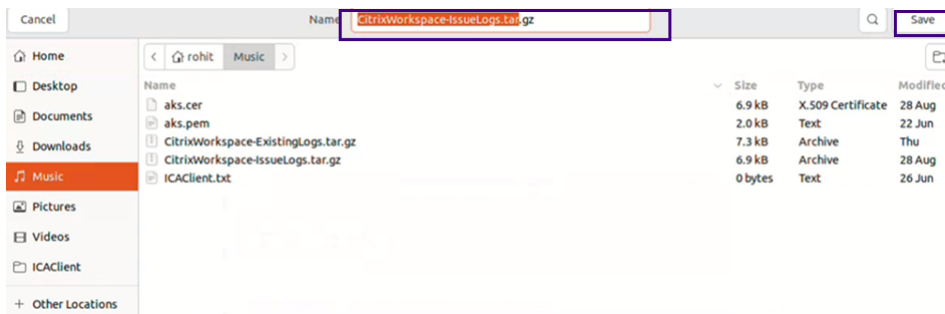 Cancel Name CitrixWorkspace-IssueLogs.tar.gz Save
Home
Desktop
Documents
Downloads
Music
Pictures
Videos
ICAClient
+ Other Locations
< rohit Music >
Name Size Type Modified
aks.cer 6.9 kB X.509 Certificate 28 Aug
aks.pem 2.0 kB Text 22 Jun
CitrixWorkspace-ExistingLogs.tar.gz 7.3 kB Archive Thu
CitrixWorkspace-IssueLogs.tar.gz 6.9 kB Archive 28 Aug
ICAClient.txt 0 bytes Text 26 Jun